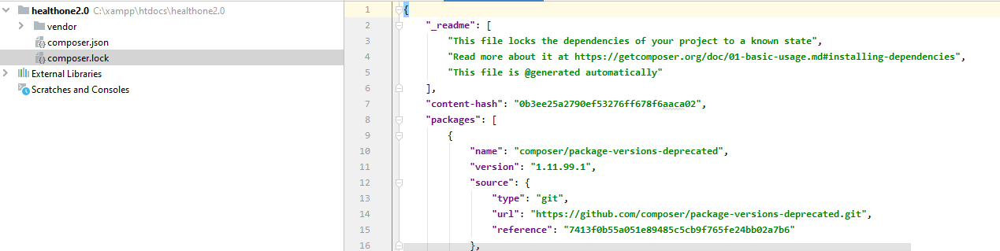 healthone2.0 C:\xampp\htdocs\healthone2.0
vendor
composer.json
composer.lock
External Libraries
Scratches and Consoles
1 {
2 "_readme": [
3 "This file locks the dependencies of your project to a known state",
4 "Read more about it at https://getcomposer.org/doc/01-basic-usage.md#installing-dependencies",
5 "This file is @generated automatically"
6 ],
7 "content-hash": "0b3ee25a2790ef53276ff678f6aaca02",
8 "packages": [
9 {
10 "name": "composer/package-versions-deprecated",
11 "version": "1.11.99.1",
12 "source": {
13 "type": "git",
14 "url": "https://github.com/composer/package-versions-deprecated.git",
15 "reference": "7413f0b55a051e89485c5cb9f765fe24bb02a7b6"
16 },